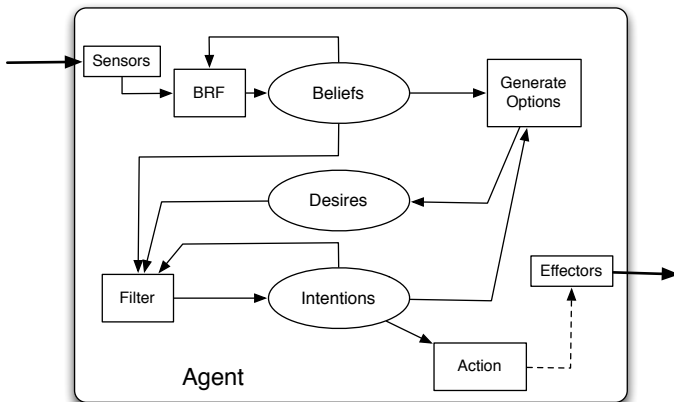 Sensors
BRF
Beliefs
Generate
Options
Desires
Filter
Intentions
Effectors
Action
Agent